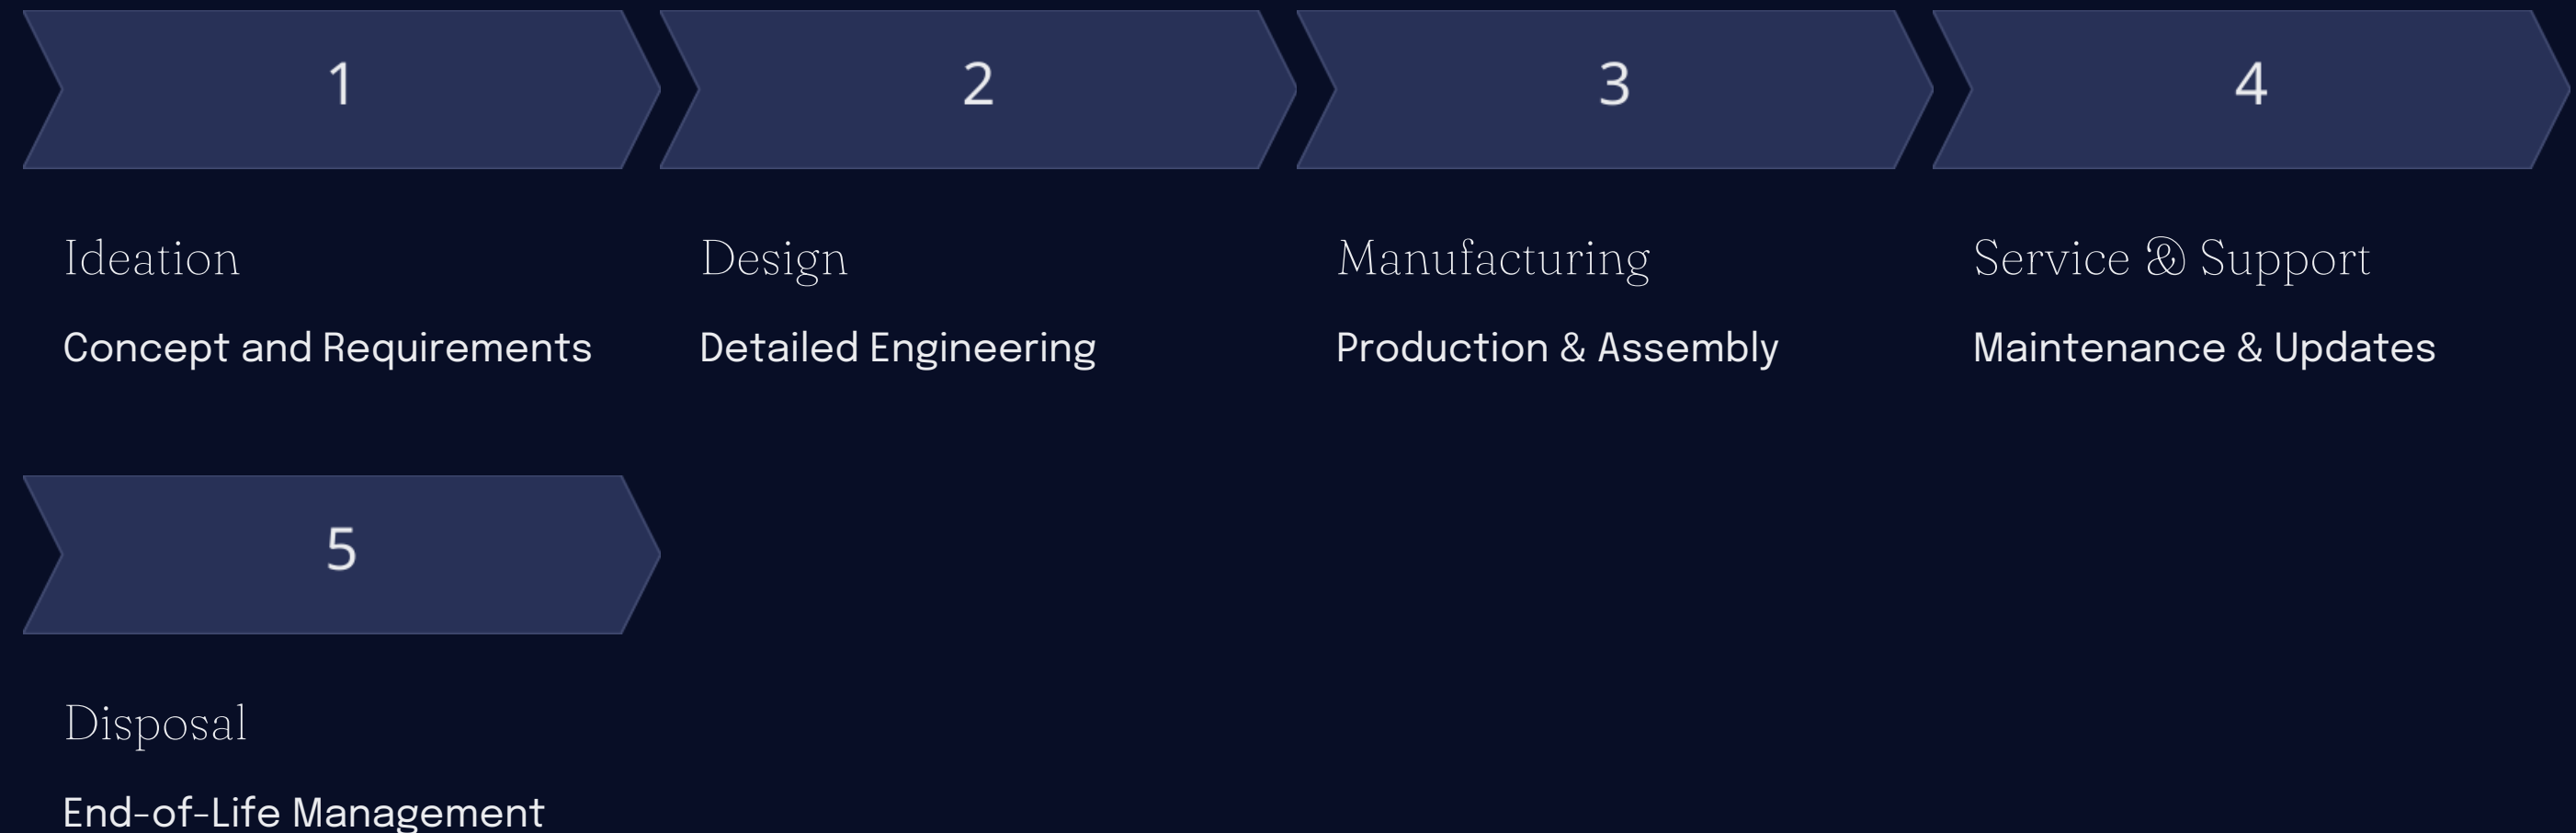 1
2
3
4
Ideation
Design
Manufacturing
Service & Support
Concept and Requirements
Detailed Engineering
Production & Assembly
Maintenance & Updates
5
Disposal
End-of-Life Management